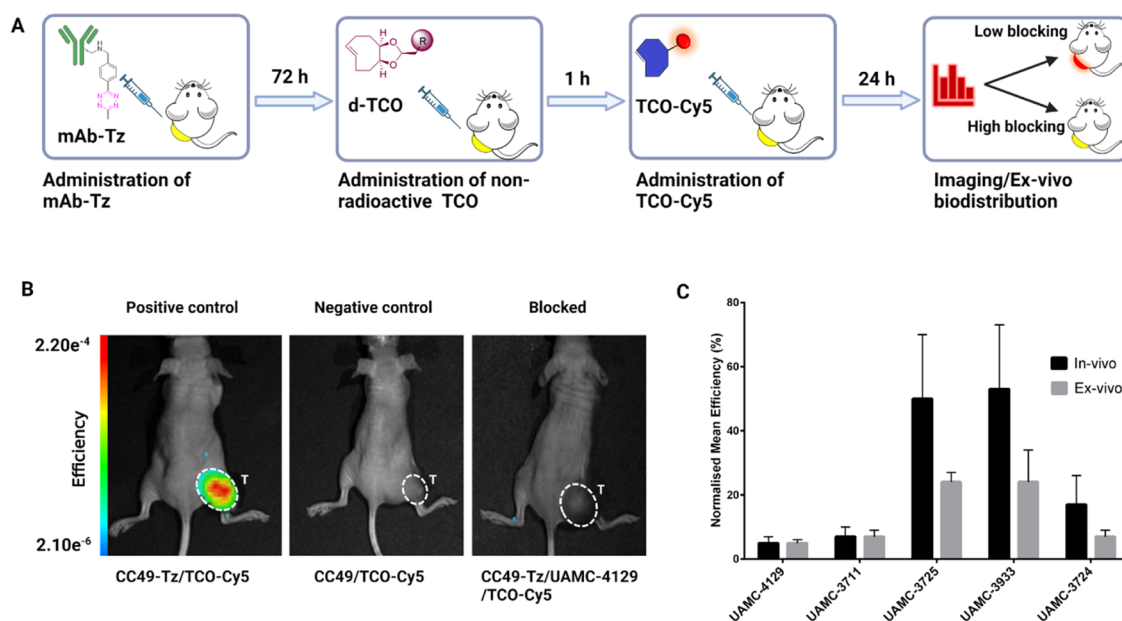 A
mAb-Tz
72 h
R
H
O
O
H
d-TCO
1 h
TCO-Cy5
24 h
Low blocking
High blocking
Administration of
mAb-Tz
Administration of non-
radioactive TCO
Administration of
TCO-Cy5
Imaging/Ex-vivo
biodistribution
B
Positive control
Negative control
Blocked
2.20e-4
Efficiency
2.10e-6
T
T
T
CC49-Tz/TCO-Cy5
CC49/TCO-Cy5
CC49-Tz/UAMC-4129
/TCO-Cy5
C
Normalised Mean Efficiency (%)
80
60
40
20
0
In-vivo
Ex-vivo
UAMC-4129
UAMC-3711
UAMC-3725
UAMC-3933
UAMC-3724